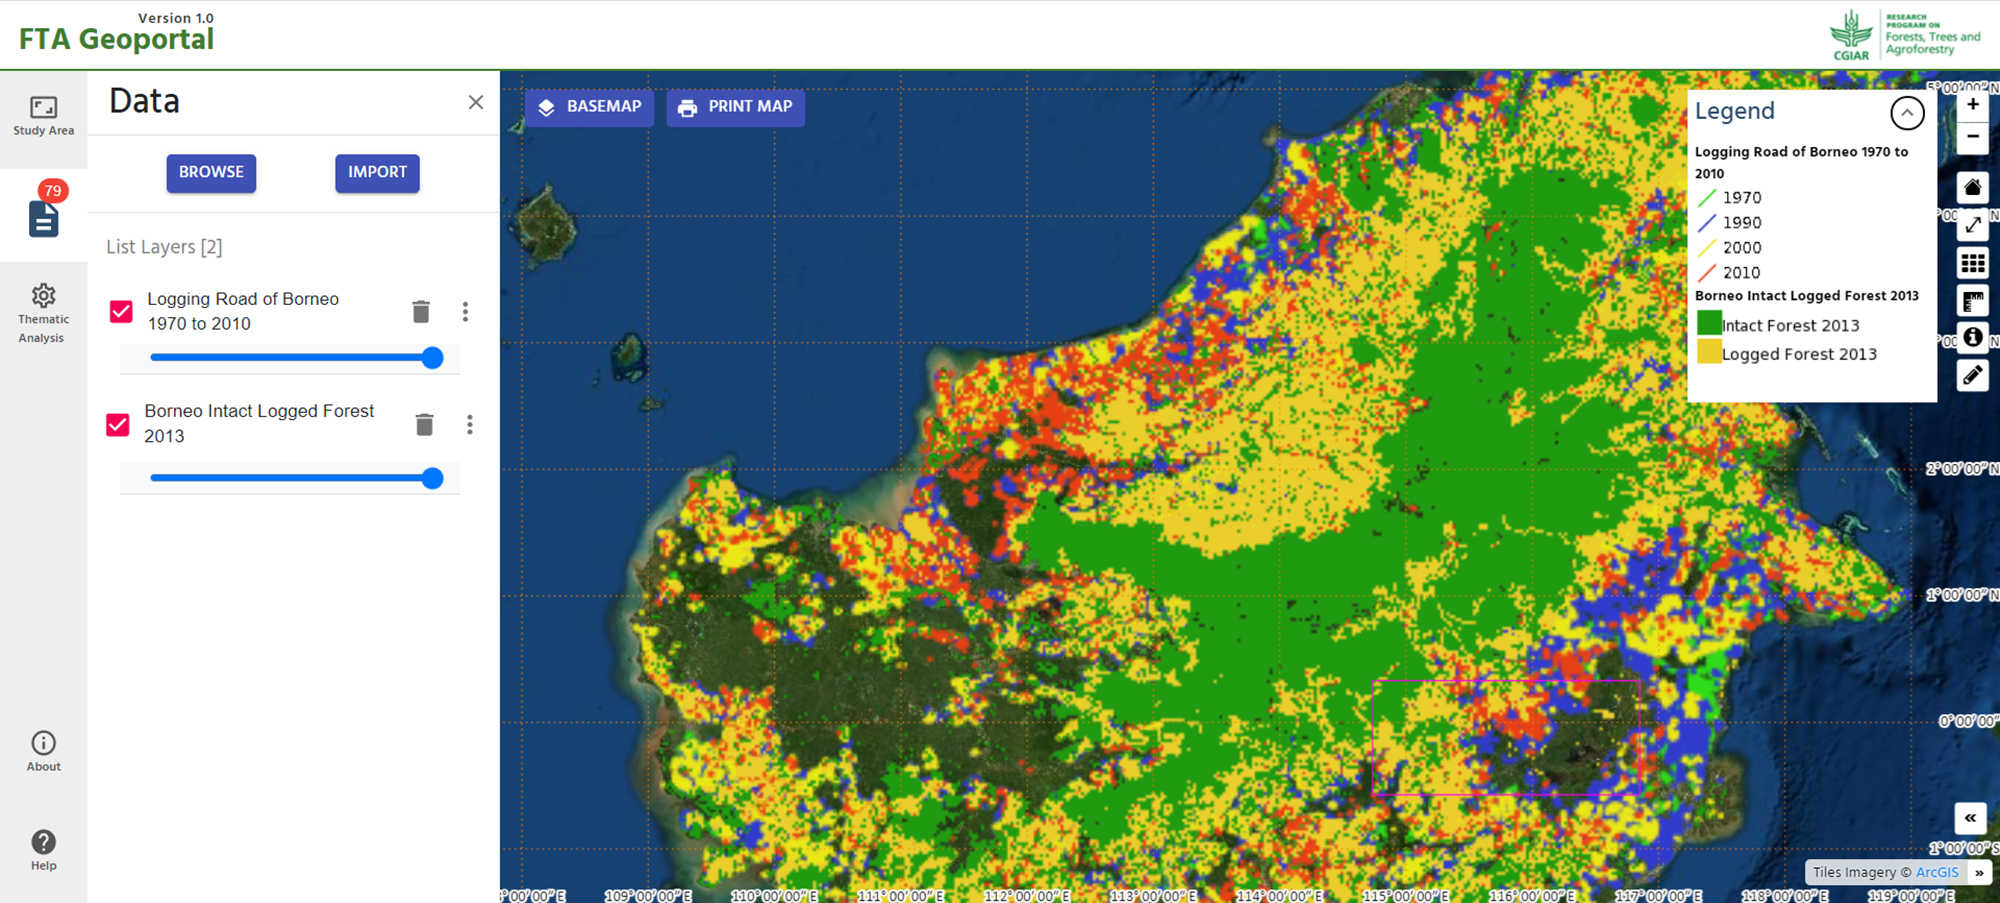 Version 1.0
FTA Geoportal
CGIAR
RESEARCH
PROGRAM ON
Forests, Trees and
Agroforestry
Study Area
79
Thematic
Analysis
About
Help
Data
BROWSE
IMPORT
List Layers [2]
Logging Road of Borneo
1970 to 2010
Borneo Intact Logged Forest
2013
BASEMAP
PRINT MAP
Legend
Logging Road of Borneo 1970 to
2010
1970
1990
2000
2010
Borneo Intact Logged Forest 2013
Intact Forest 2013
Logged Forest 2013
2°00'00" N
1°00'00" N
0°00'00"
1°00'00" S
Tiles Imagery © ArcGIS »
109°00'00" E
110°00'00" E
111°00'00" E
112°00'00" E
113°00'00" E
114°00'00" E
115°00'00" E
116°00'00" E
117°00'00" E
118°00'00" E
119°00'00" E